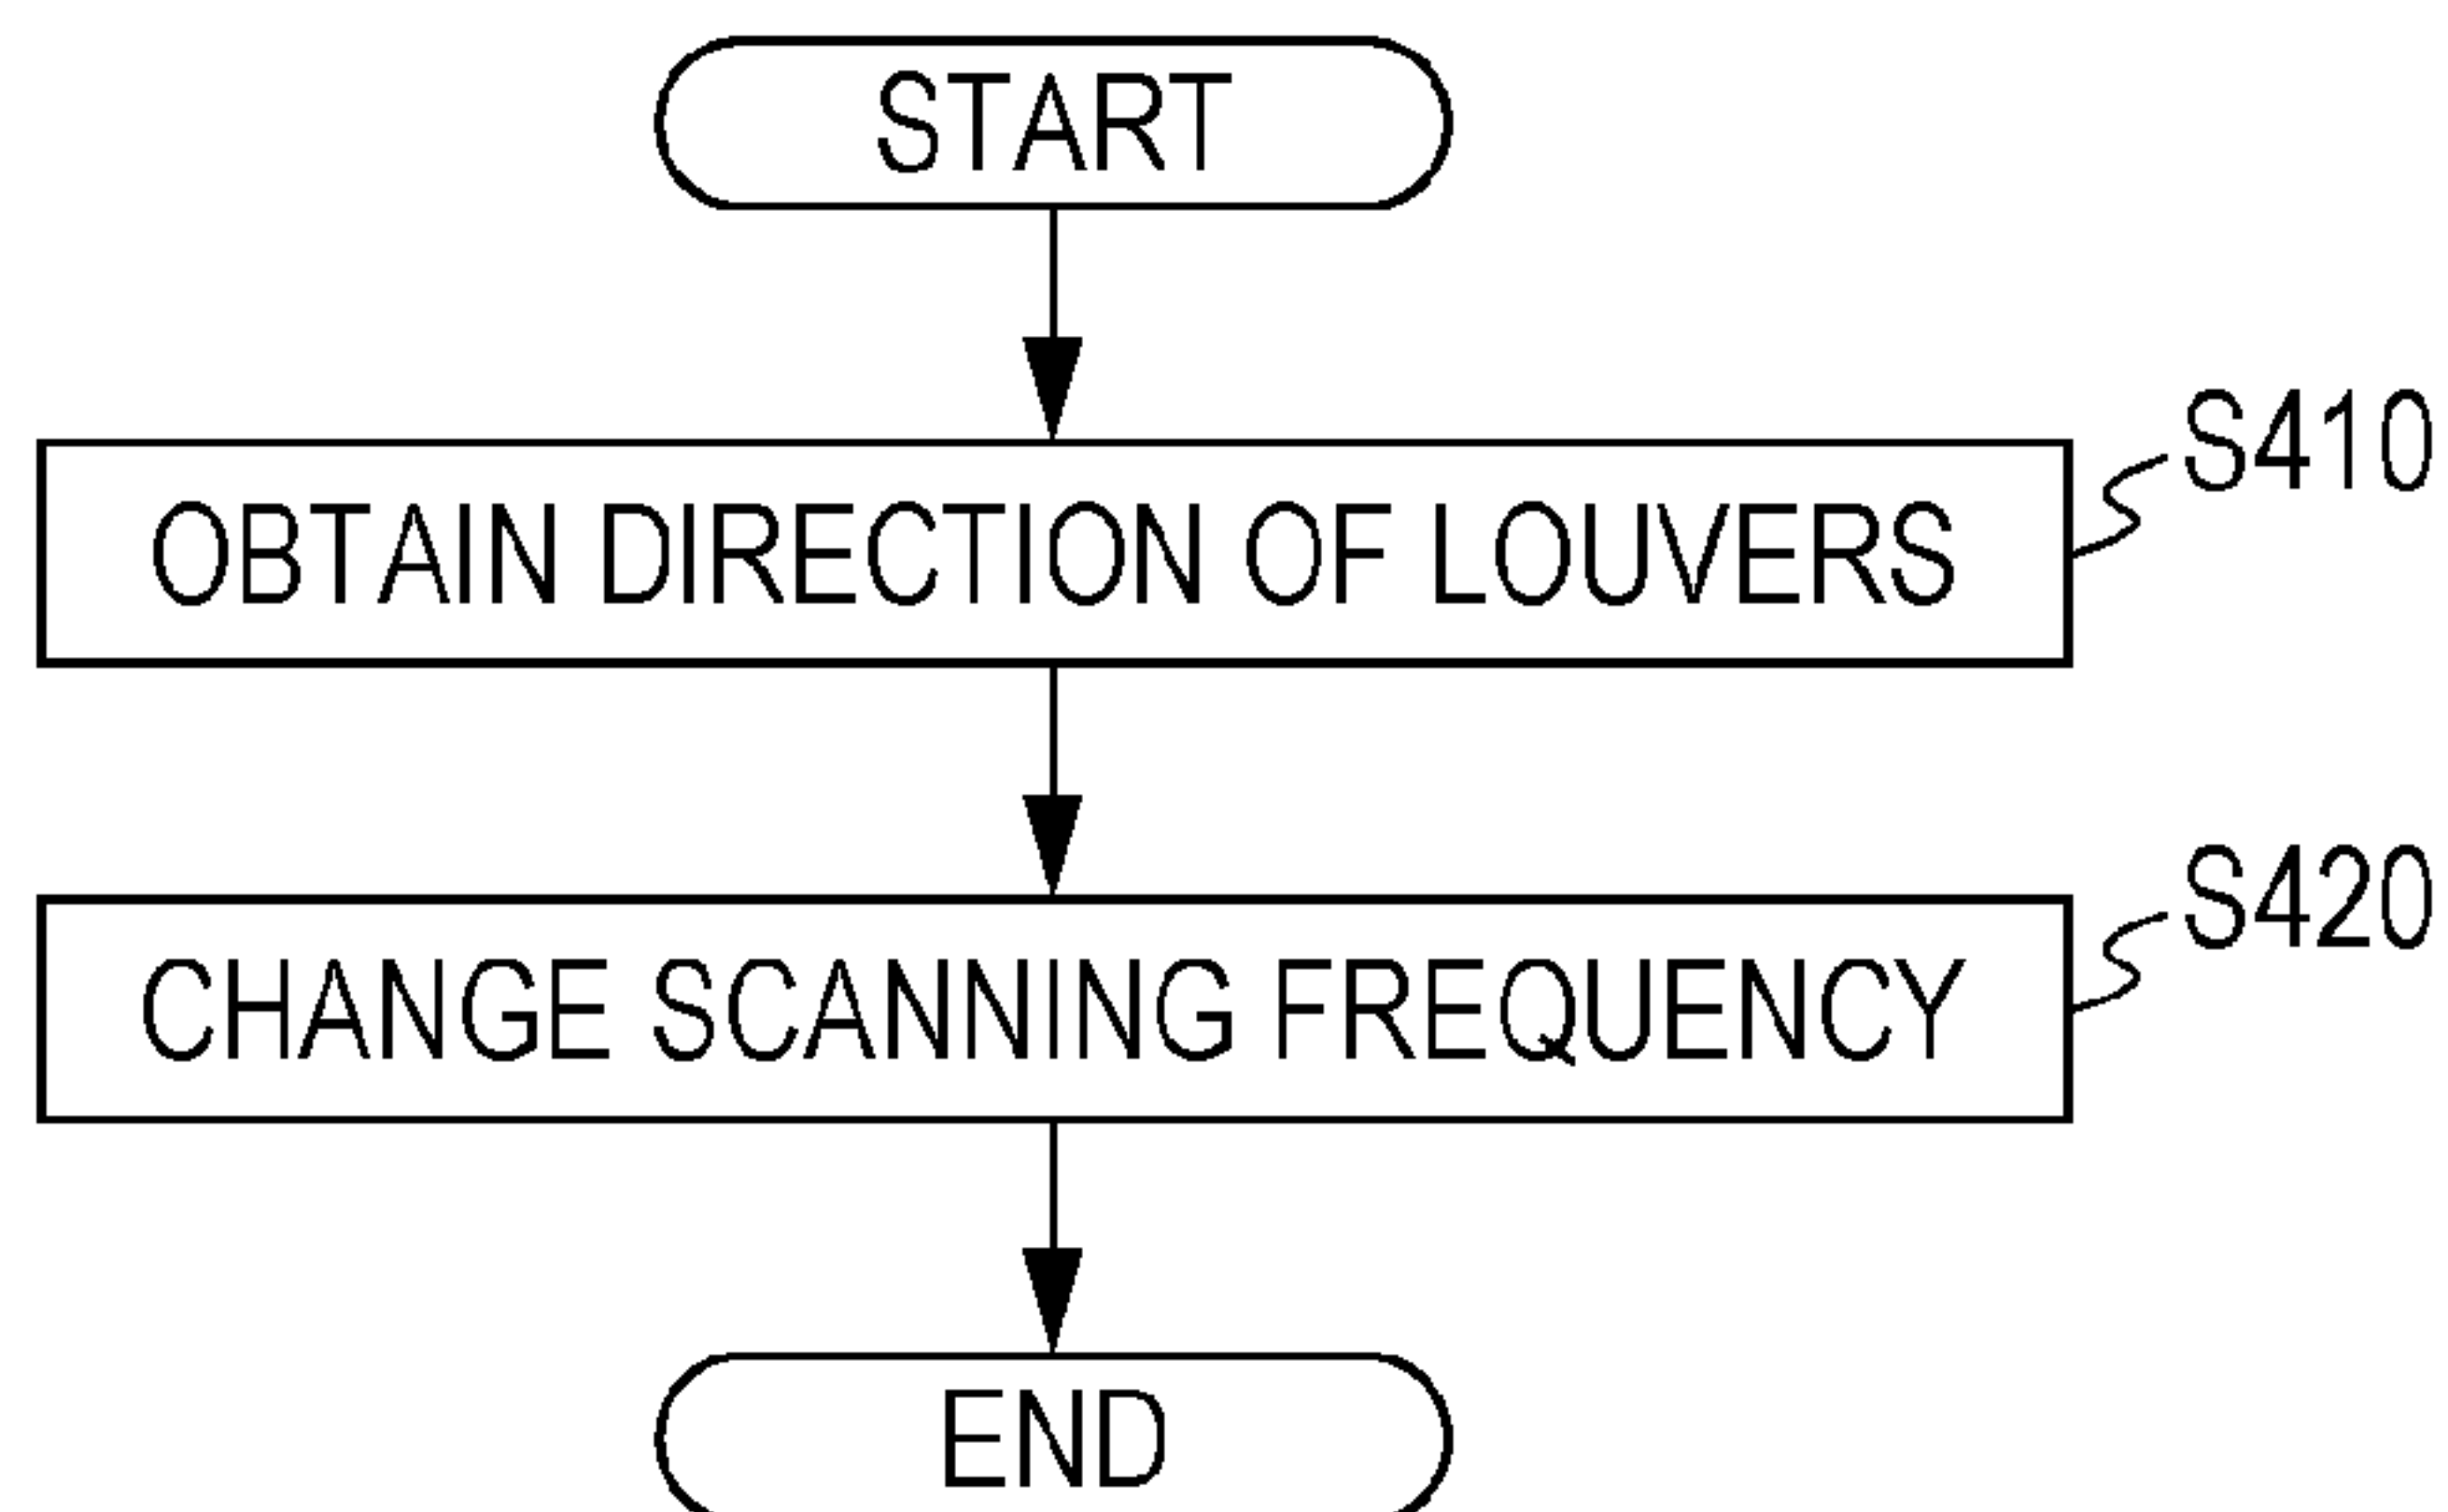 START
S410
OBTAIN DIRECTION OF LOUVERS
S420
CHANGE SCANNING FREQUENCY
END